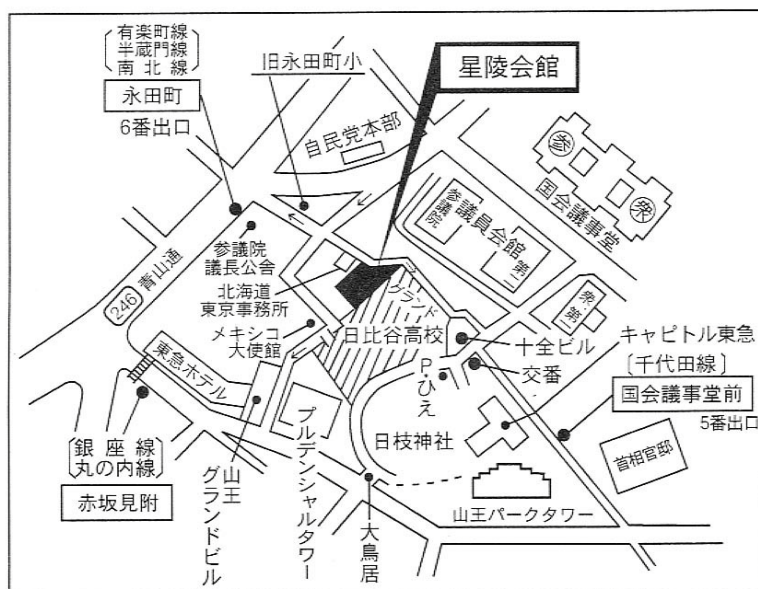 有楽町線
半蔵門線
南北線
永田町
6番出口
旧永田町小
星陵会館
自民党本部
参
衆
国会議事堂
参議院
議員会館
第二
衆・第一
青山通
246
参議院
議長公舎
北海道
東京事務所
メキシコ
大使館
グランド
日比谷高校
十全ビル
交番
キャピトル東急
〔千代田線〕
国会議事堂前
5番出口
首相官邸
P・ひえ
日枝神社
東急ホテル
銀座線
丸の内線
赤坂見附
山王
グランドビル
プルデンシャルタワー
大鳥居
山王パークタワー